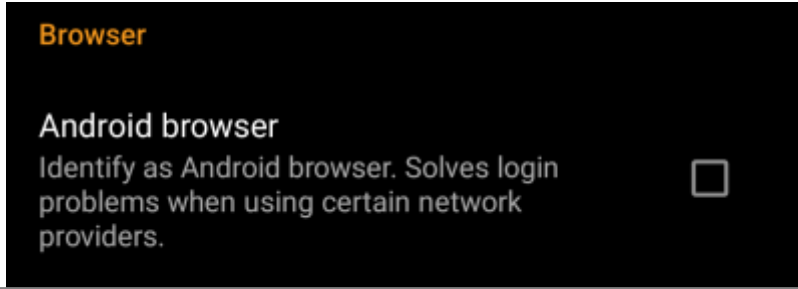 Browser
Android browser
Identify as Android browser. Solves login
problems when using certain network
providers.